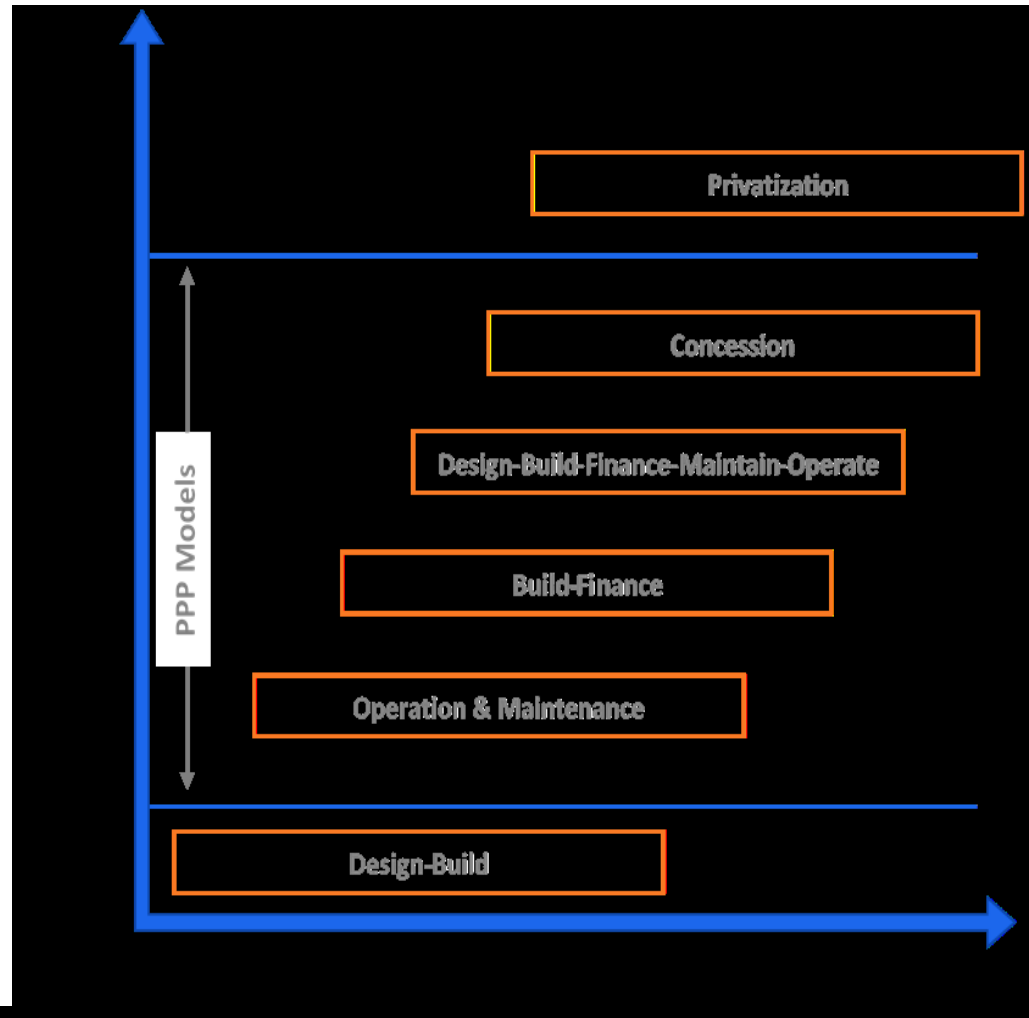 Privatization
Concession
Design-Build-Finance-Maintain-Operate
PPP Models
Build-Finance
Operation & Maintenance
Design-Build